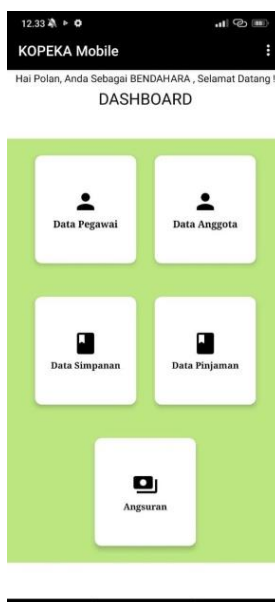 12.33
KOPEKA Mobile
Hai Polan, Anda Sebagai BENDAHARA , Selamat Datang !
DASHBOARD
Data Pegawai
Data Anggota
Data Simpanan
Data Pinjaman
Angsuran